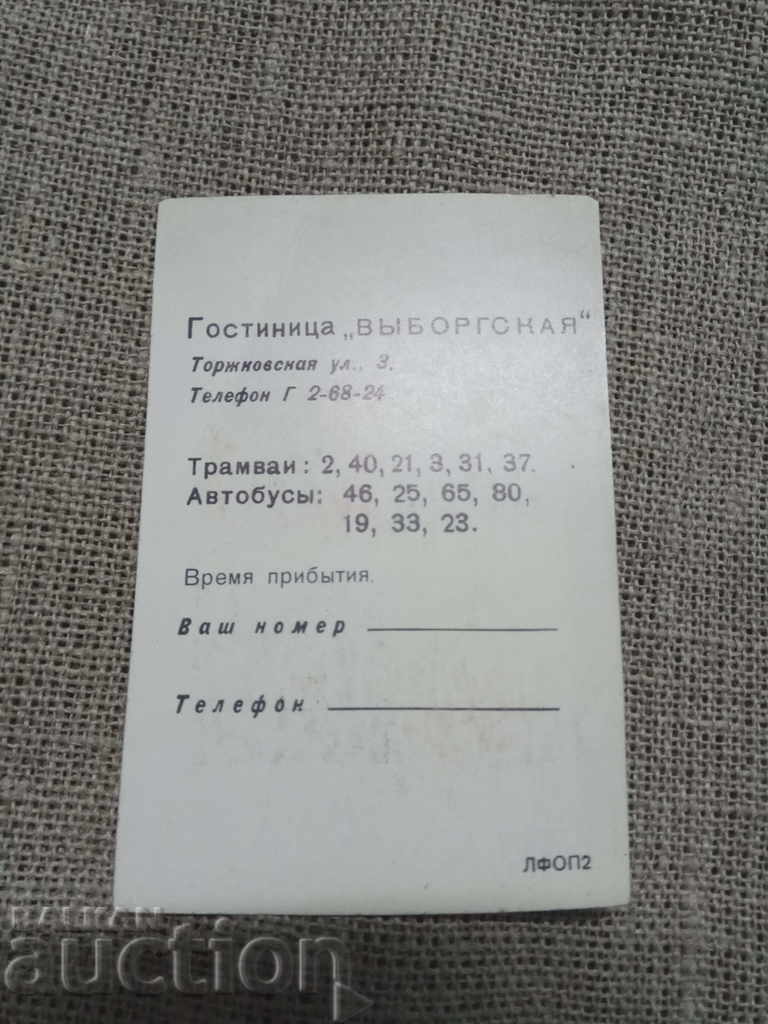 Гостиница „ВЫБОРГСКАЯ"
Торжковская ул., 3.
Телефон Г 2-68-24
Трамваи: 2, 40, 21, 3, 31, 37.
Автобусы: 46, 25, 65, 80,
19, 33, 23.
Время прибытия.
Ваш номер
Телефон
ЛФОП2
BALKAN
auction